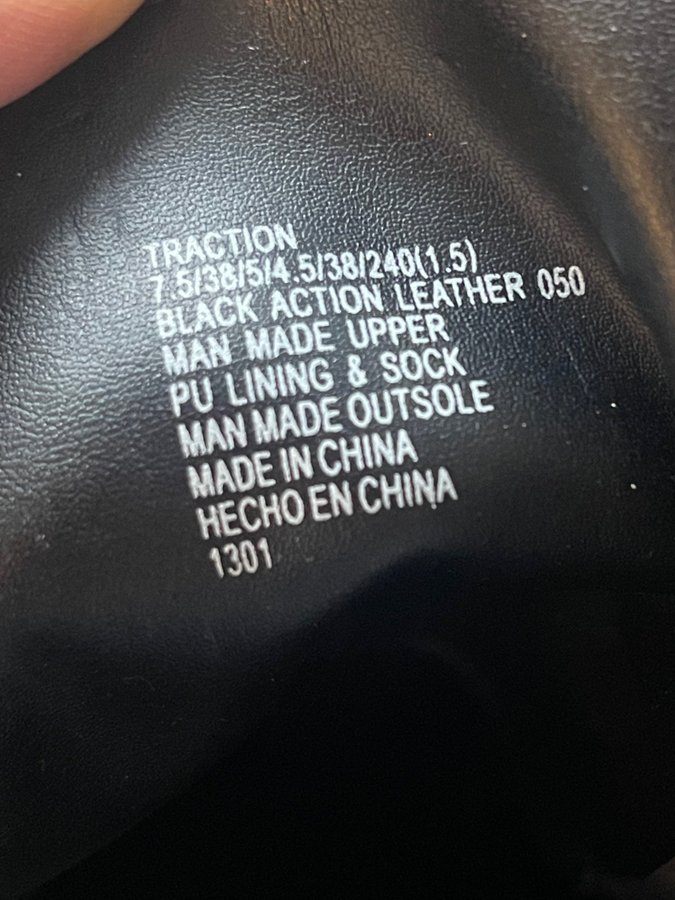 TRACTION
7.5/38/5/4.5/38/240(1.5)
BLACK ACTION LEATHER 050
MAN MADE UPPER
PU LINING & SOCK
MAN MADE OUTSOLE
MADE IN CHINA
HECHO EN CHINA
1301